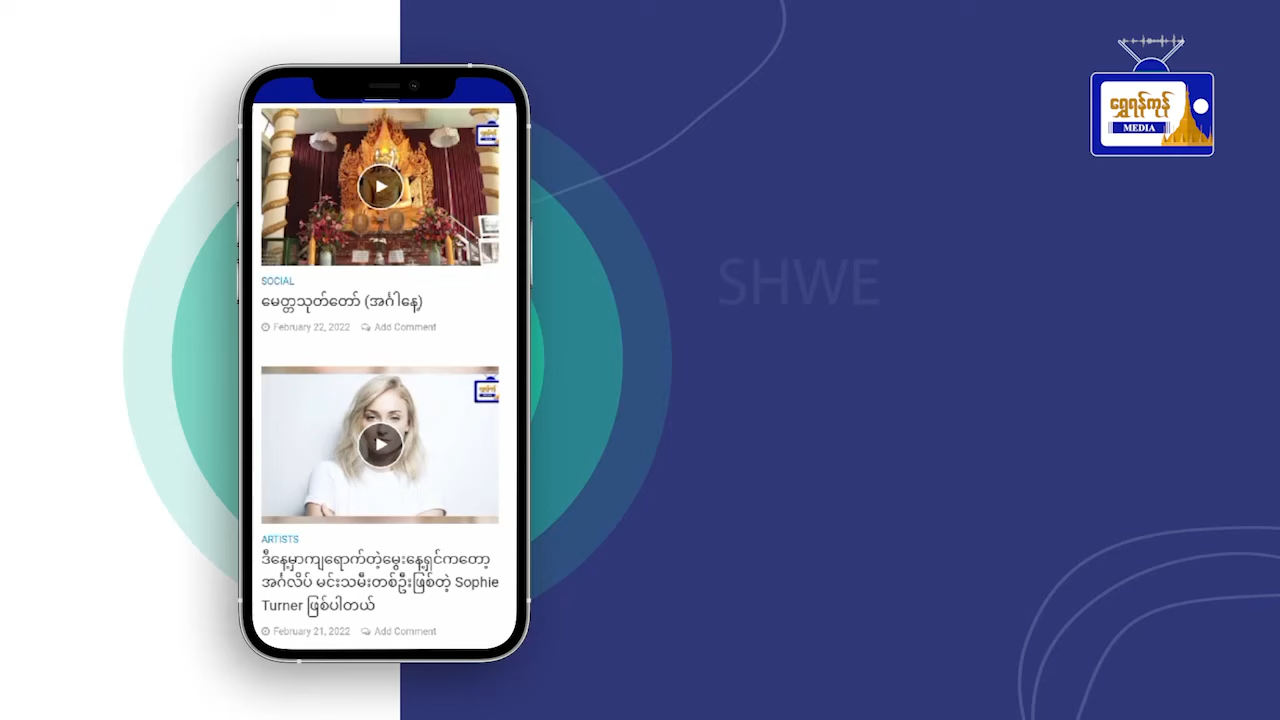 SOCIAL
မေတ္တသုတ်တော် (အင်္ဂါနေ့)
February 22, 2022 Add Comment
ARTISTS
ဒီနေ့မှာကျရောက်တဲ့မွေးနေ့ရှင်ကတော့
အင်္ဂလိပ် မင်းသမီးတစ်ဦးဖြစ်တဲ့ Sophie
Turner ဖြစ်ပါတယ်
February 21, 2022 Add Comment
SHWE
ရွှေရန်ကုန်
MEDIA